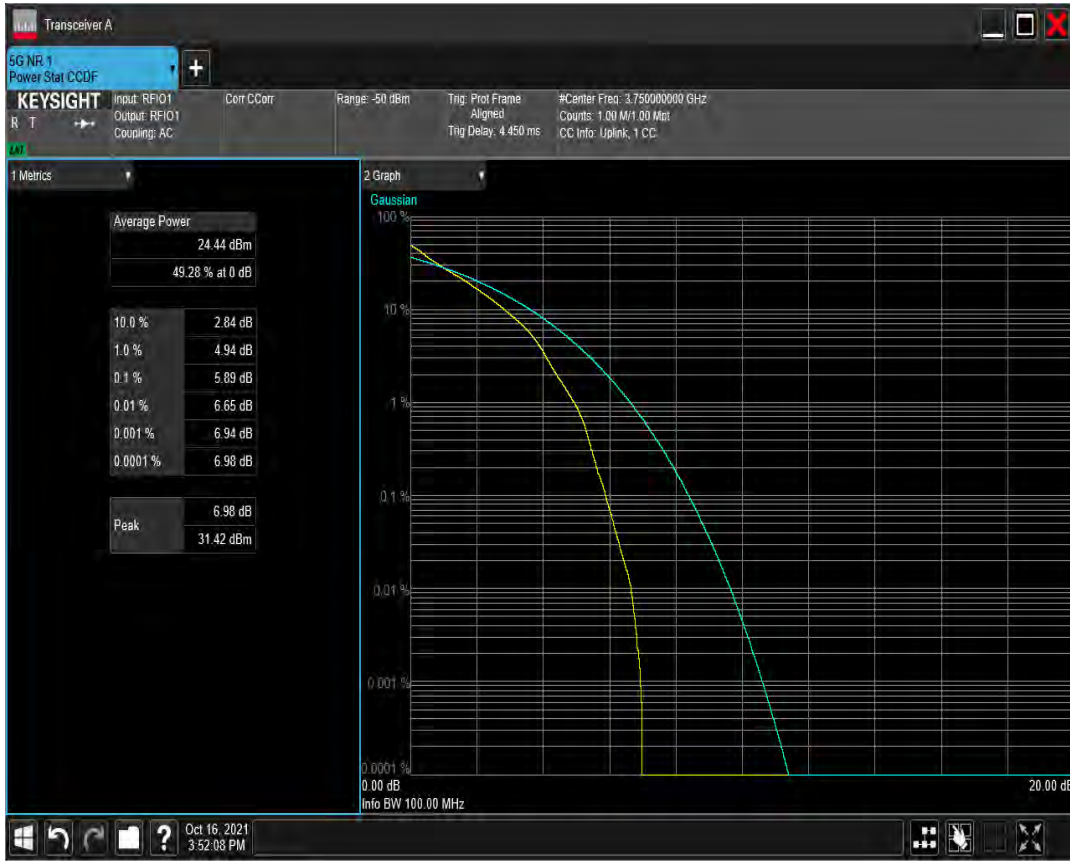 Transceiver A
5G NR 1
Power Stat CCDF
+
KEYSIGHT
R T
LXI
Input: RFIO1
Output: RFIO1
Coupling: AC
Corr CCorr
Range: -50 dBm
Trig: Prot Frame
Aligned
Trig Delay: 4.450 ms
#Center Freq: 3.750000000 GHz
Counts: 1.00 M/1.00 Mpt
CC Info: Uplink, 1 CC
1 Metrics
Average Power
24.44 dBm
49.28 % at 0 dB
10.0 % 2.84 dB
1.0 % 4.94 dB
0.1 % 5.89 dB
0.01 % 6.65 dB
0.001 % 6.94 dB
0.0001 % 6.98 dB
Peak 6.98 dB
31.42 dBm
2 Graph
Gaussian
100 %
10 %
1 %
0.1 %
0.01 %
0.001 %
0.0001 %
0.00 dB 20.00 dB
Info BW 100.00 MHz
? Oct 16, 2021
3:52:08 PM